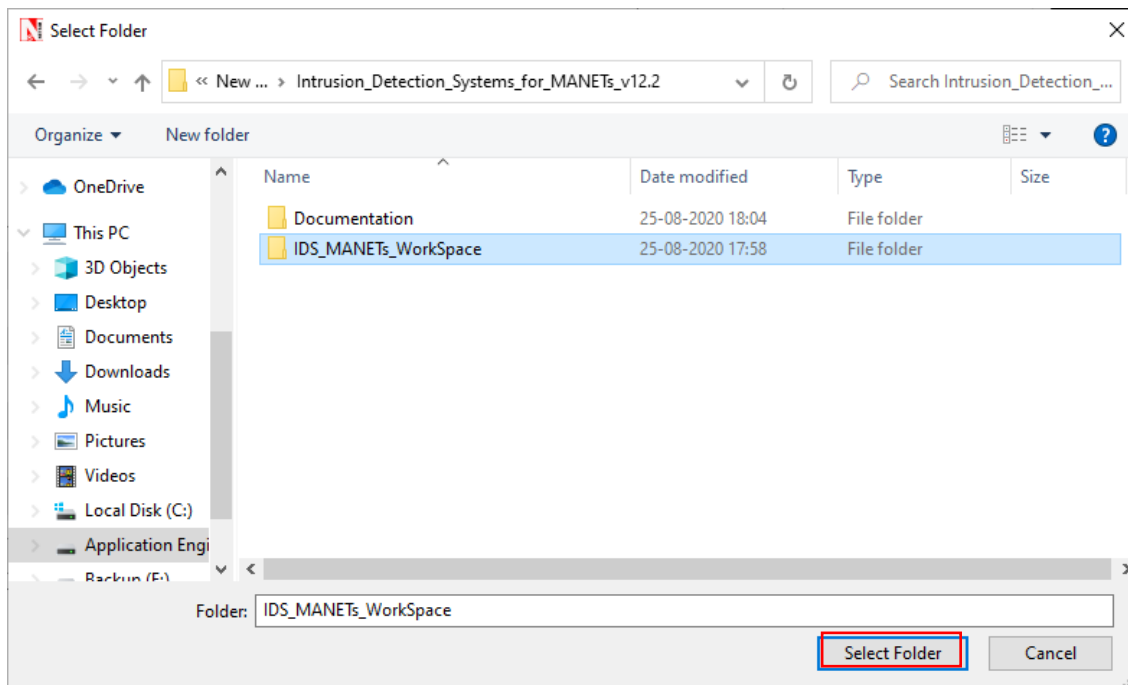 Select Folder
« New ... › Intrusion_Detection_Systems_for_MANETs_v12.2
Search Intrusion_Detection_...
Organize
New folder
?
Name
Date modified
Type
Size
OneDrive
This PC
3D Objects
Desktop
Documents
Downloads
Music
Pictures
Videos
Local Disk (C:)
Application Engi
Backup (F:)
Documentation 25-08-2020 18:04 File folder
IDS_MANETs_WorkSpace 25-08-2020 17:58 File folder
Folder: IDS_MANETs_WorkSpace
Select Folder
Cancel